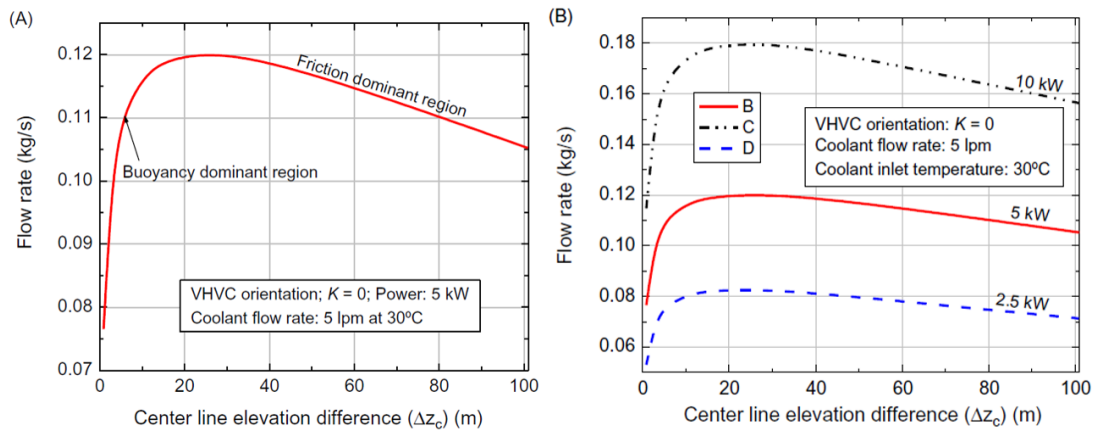 (A)
0.12
0.11
0.10
0.09
0.08
0.07
Flow rate (kg/s)
Friction dominant region
Buoyancy dominant region
VHVC orientation; K = 0; Power: 5 kW
Coolant flow rate: 5 lpm at 30ºC
0 20 40 60 80 100
Center line elevation difference (Δzc) (m)
(B)
0.18
0.16
0.14
0.12
0.10
0.08
0.06
Flow rate (kg/s)
10 kW
B
C
D
VHVC orientation: K = 0
Coolant flow rate: 5 lpm
Coolant inlet temperature: 30ºC
5 kW
2.5 kW
0 20 40 60 80 100
Center line elevation difference (Δzc) (m)